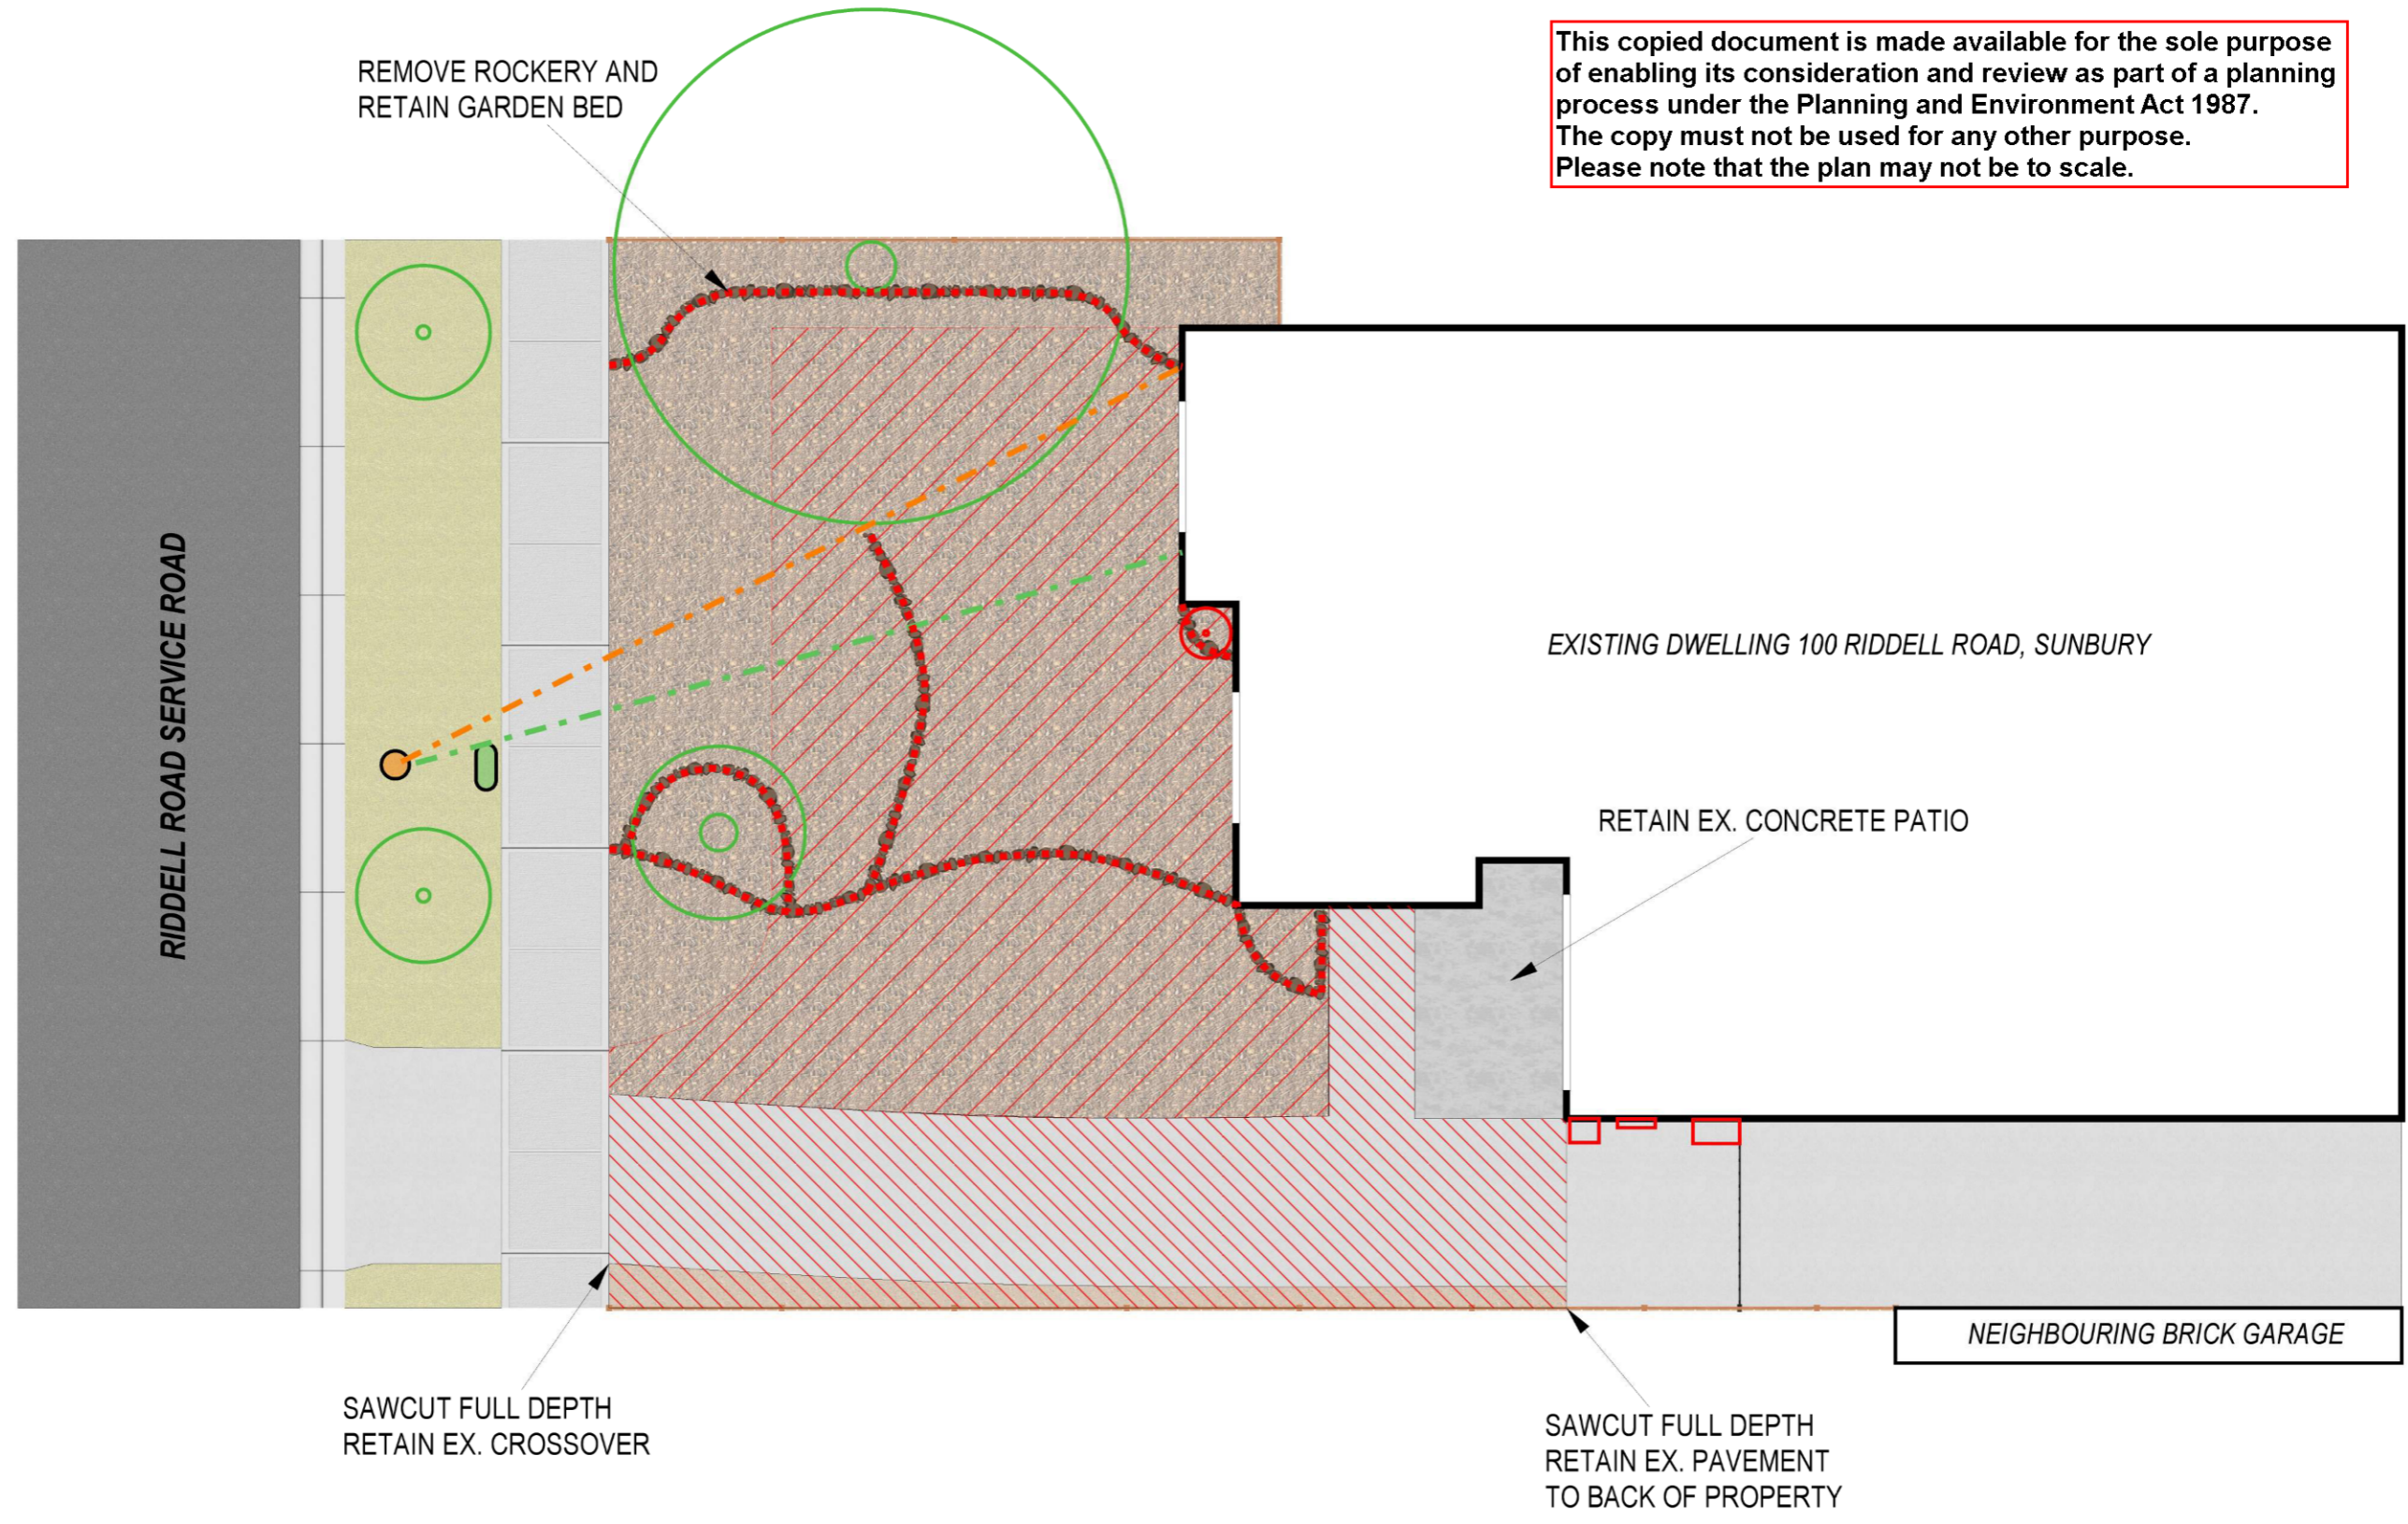 This copied document is made available for the sole purpose
of enabling its consideration and review as part of a planning
process under the Planning and Environment Act 1987.
The copy must not be used for any other purpose.
Please note that the plan may not be to scale.
REMOVE ROCKERY AND
RETAIN GARDEN BED
RIDDELL ROAD SERVICE ROAD
EXISTING DWELLING 100 RIDDELL ROAD, SUNBURY
RETAIN EX. CONCRETE PATIO
NEIGHBOURING BRICK GARAGE
SAWCUT FULL DEPTH
RETAIN EX. CROSSOVER
SAWCUT FULL DEPTH
RETAIN EX. PAVEMENT
TO BACK OF PROPERTY